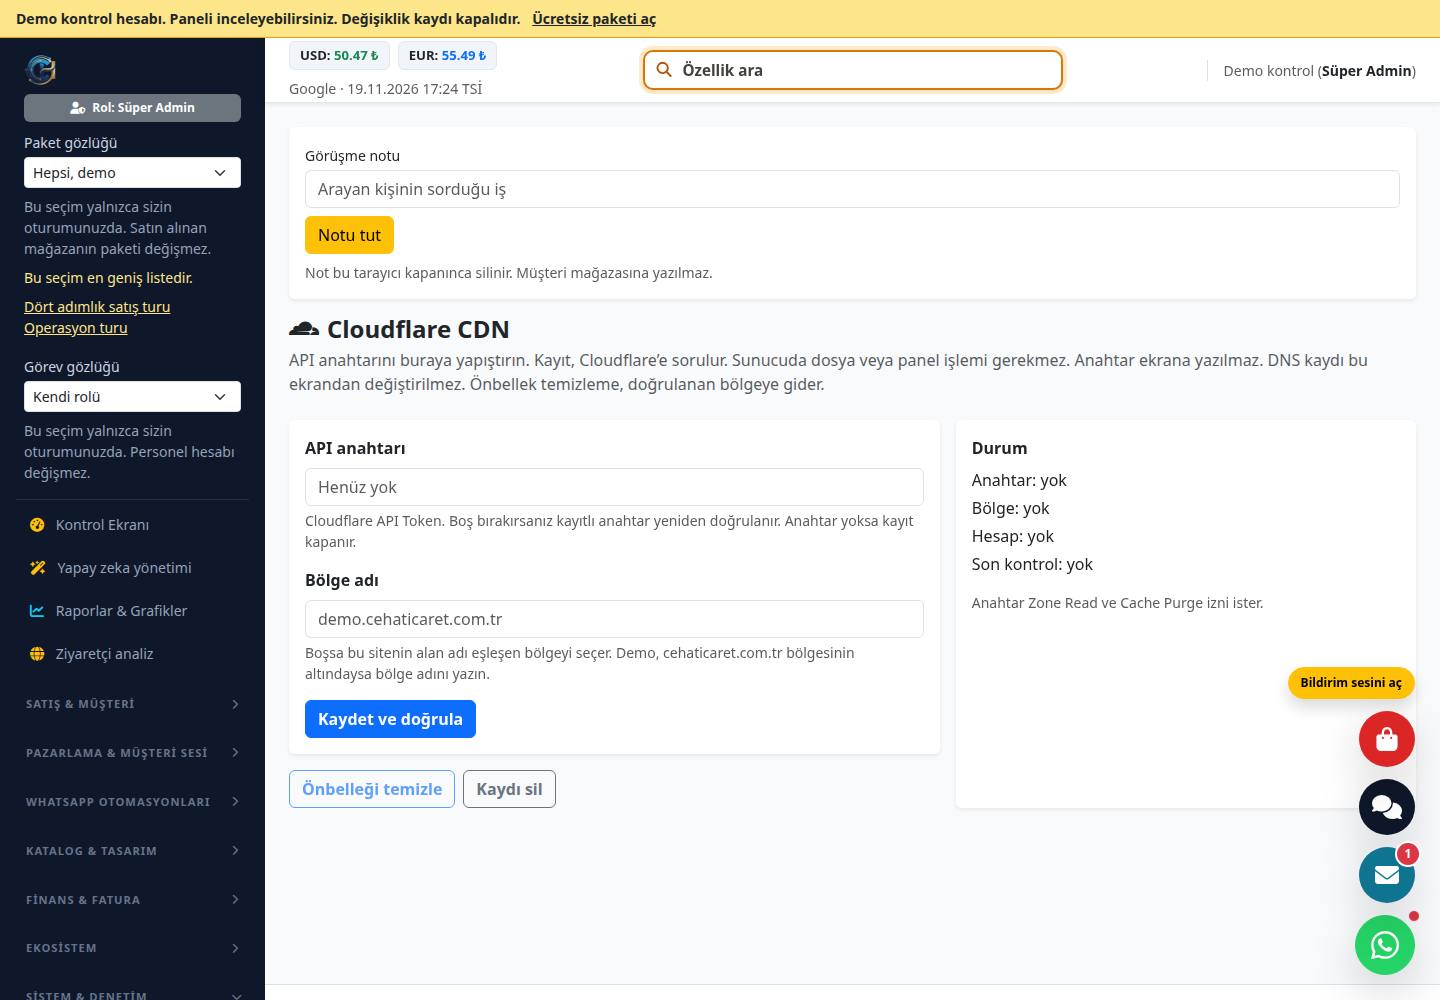 Demo kontrol hesabı. Paneli inceleyebilirsiniz. Değişiklik kaydı kapalıdır. Ücretsiz paketi aç
Rol: Süper Admin
Paket gözlüğü
Hepsi, demo
Bu seçim yalnızca sizin
oturumunuzda. Satın alınan
mağazanın paketi değişmez.
Bu seçim en geniş listedir.
Dört adımlık satış turu
Operasyon turu
Görev gözlüğü
Kendi rolü
Bu seçim yalnızca sizin
oturumunuzda. Personel hesabı
değişmez.
Kontrol Ekranı
Yapay zeka yönetimi
Raporlar & Grafikler
Ziyaretçi analiz
SATIŞ & MÜŞTERİ
PAZARLAMA & MÜŞTERİ SESİ
WHATSAPP OTOMASYONLARI
KATALOG & TASARIM
FİNANS & FATURA
EKOSİSTEM
SİSTEM & DENETİM
USD: 50.47 ₺ EUR: 55.49 ₺
Google · 19.11.2026 17:24 TSİ
Özellik ara
Demo kontrol (Süper Admin)
Görüşme notu
Arayan kişinin sorduğu iş
Notu tut
Not bu tarayıcı kapanınca silinir. Müşteri mağazasına yazılmaz.
Cloudflare CDN
API anahtarını buraya yapıştırın. Kayıt, Cloudflare’e sorulur. Sunucuda dosya veya panel işlemi gerekmez. Anahtar ekrana yazılmaz. DNS kaydı bu
ekrandan değiştirilmez. Önbellek temizleme, doğrulanan bölgeye gider.
API anahtarı
Henüz yok
Cloudflare API Token. Boş bırakırsanız kayıtlı anahtar yeniden doğrulanır. Anahtar yoksa kayıt
kapanır.
Bölge adı
demo.cehaticaret.com.tr
Boşsa bu sitenin alan adı eşleşen bölgeyi seçer. Demo, cehaticaret.com.tr bölgesinin
altındaysa bölge adını yazın.
Kaydet ve doğrula
Önbelleği temizle Kaydı sil
Durum
Anahtar: yok
Bölge: yok
Hesap: yok
Son kontrol: yok
Anahtar Zone Read ve Cache Purge izni ister.
Bildirim sesini aç
1